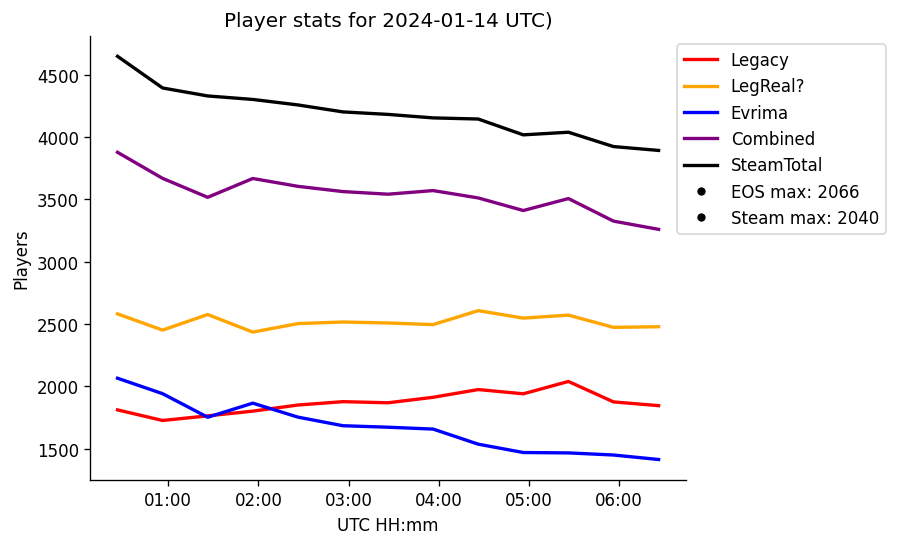 Player stats for 2024-01-14 UTC)
Legacy
LegReal?
Evrima
Combined
SteamTotal
EOS max: 2066
Steam max: 2040
Players
4500
4000
3500
3000
2500
2000
1500
01:00 02:00 03:00 04:00 05:00 06:00
UTC HH:mm